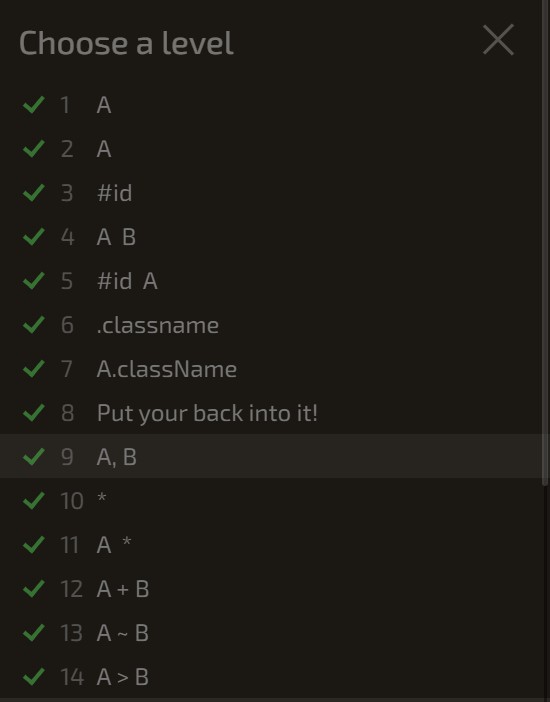 Choose a level
1 A
2 A
3 #id
4 A B
5 #id A
6 .classname
7 A.className
8 Put your back into it!
9 A, B
10 *
11 A *
12 A + B
13 A ~ B
14 A > B